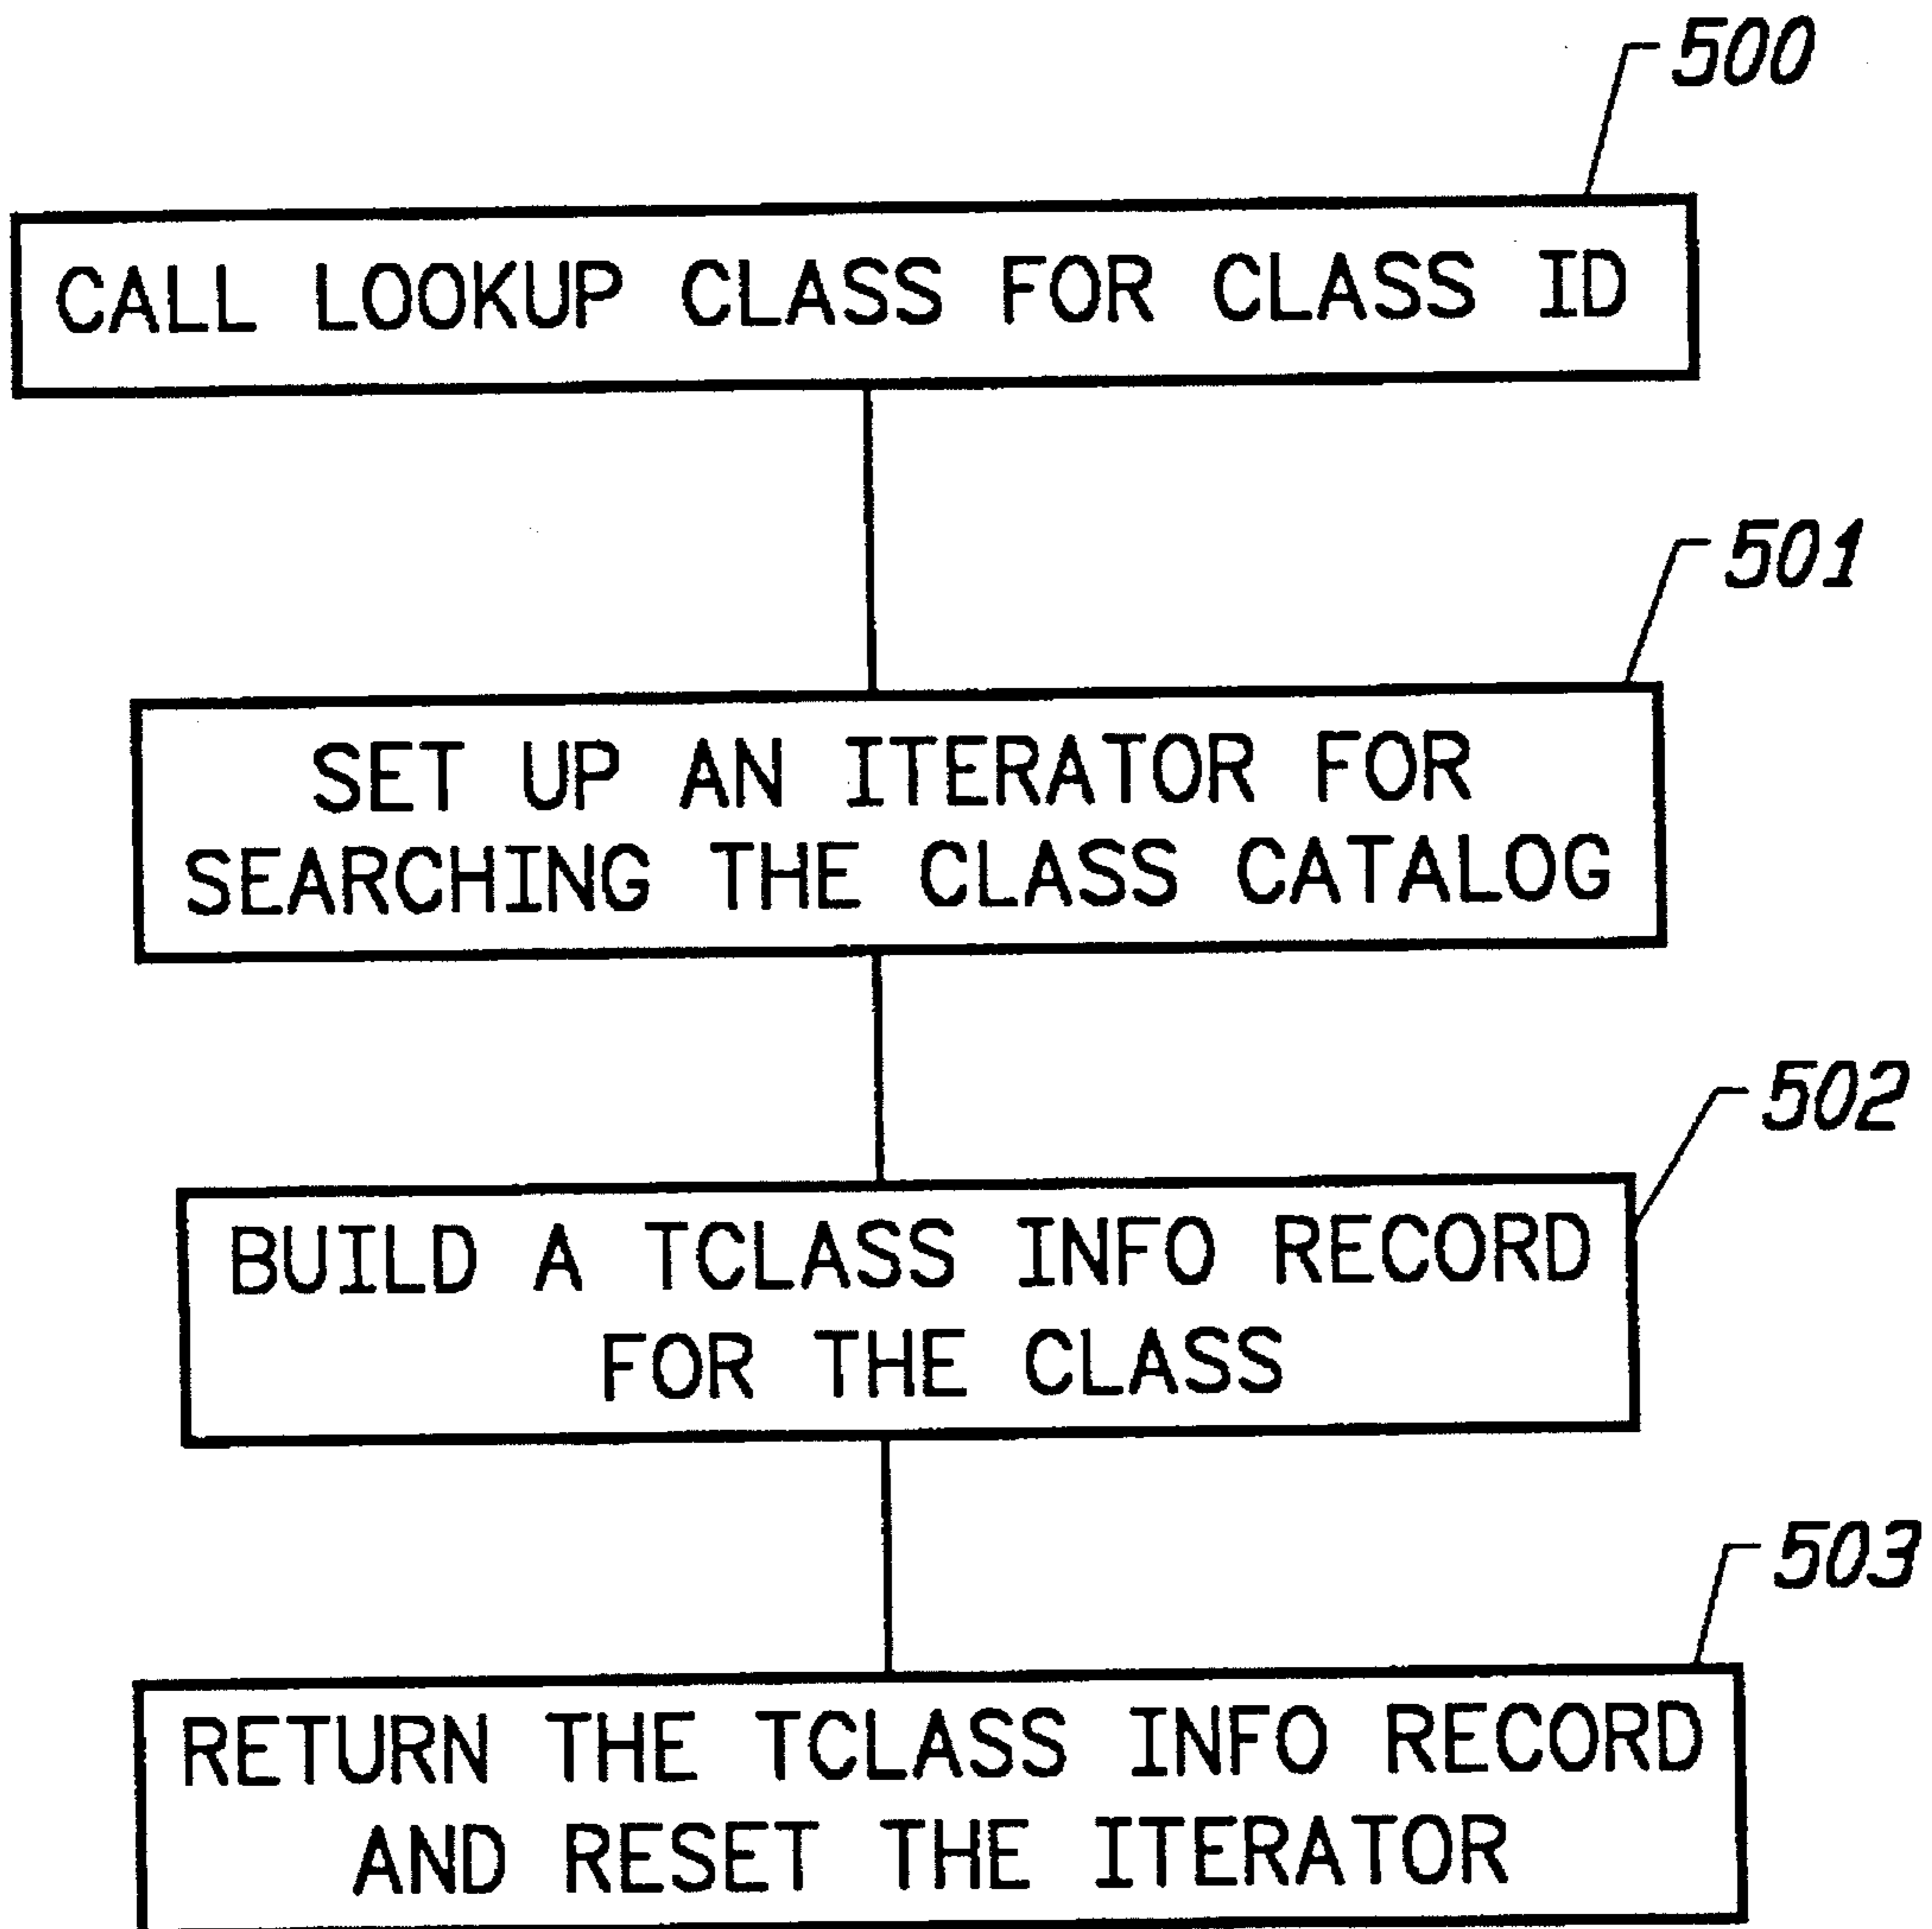 500
CALL LOOKUP CLASS FOR CLASS ID
501
SET UP AN ITERATOR FOR
SEARCHING THE CLASS CATALOG
502
BUILD A TCLASS INFO RECORD
FOR THE CLASS
503
RETURN THE TCLASS INFO RECORD
AND RESET THE ITERATOR